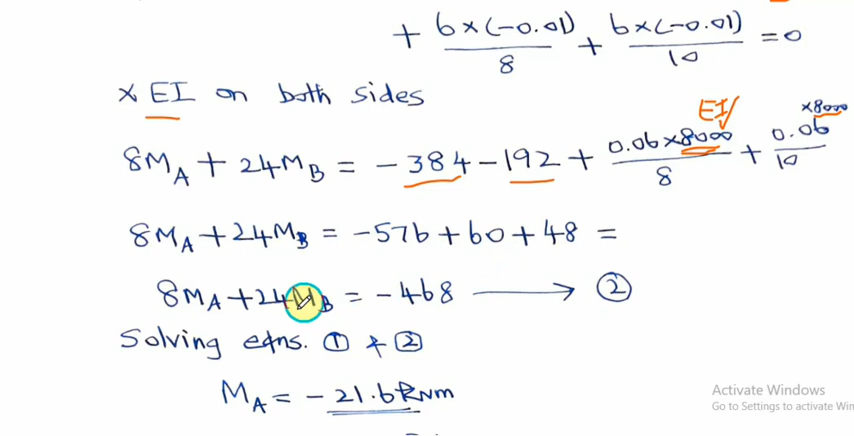 + 6×(-0.01)/8 + 6×(-0.01)/10 = 0
× EI on both sides
EI ×8000
8M_A + 24M_B = - 384 - 192 + 0.06×8000/8 + 0.06/10
8M_A + 24M_B = -576 + 60 + 48 =
8M_A + 24M_B = - 468 → ②
Solving eqns. ① & ②
M_A = - 21.6kNm
Activate Windows
Go to Settings to activate Win